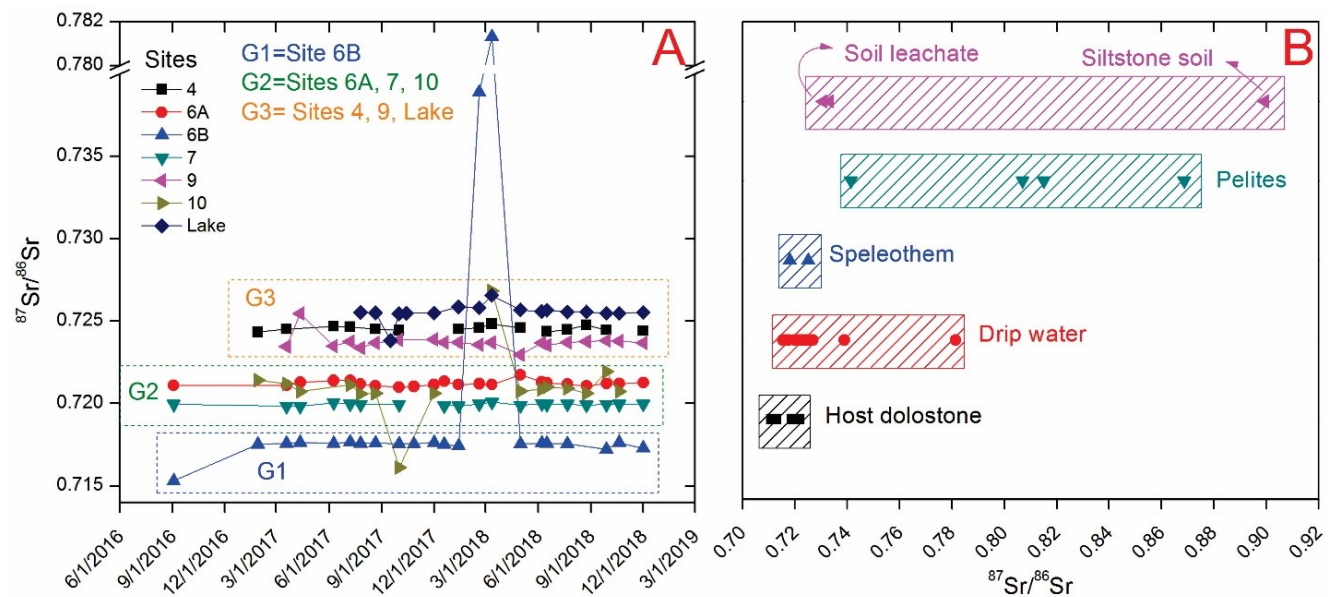 A
Sites
4
6A
6B
7
9
10
Lake
G1=Site 6B
G2=Sites 6A, 7, 10
G3= Sites 4, 9, Lake
G3
G2
G1
0.782
0.780
0.735
0.730
0.725
0.720
0.715
87Sr/86Sr
6/1/2016
9/1/2016
12/1/2016
3/1/2017
6/1/2017
9/1/2017
12/1/2017
3/1/2018
6/1/2018
9/1/2018
12/1/2018
3/1/2019
B
Soil leachate
Siltstone soil
Pelites
Speleothem
Drip water
Host dolostone
0.70
0.72
0.74
0.76
0.78
0.80
0.82
0.84
0.86
0.88
0.90
0.92
87Sr/86Sr